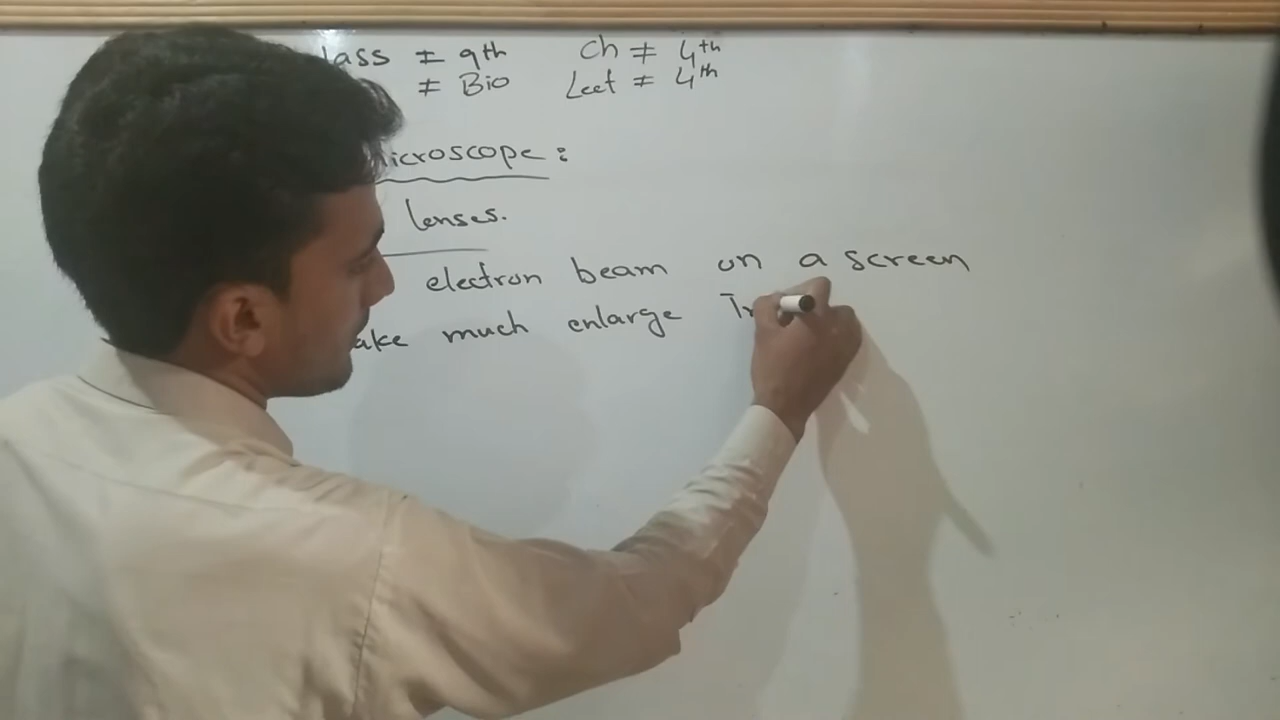 lass ≠ 9th Ch ≠ 4th
≠ Bio Lect ≠ 4th
icroscope :
lenses.
electron beam on a screen
ake much enlarge